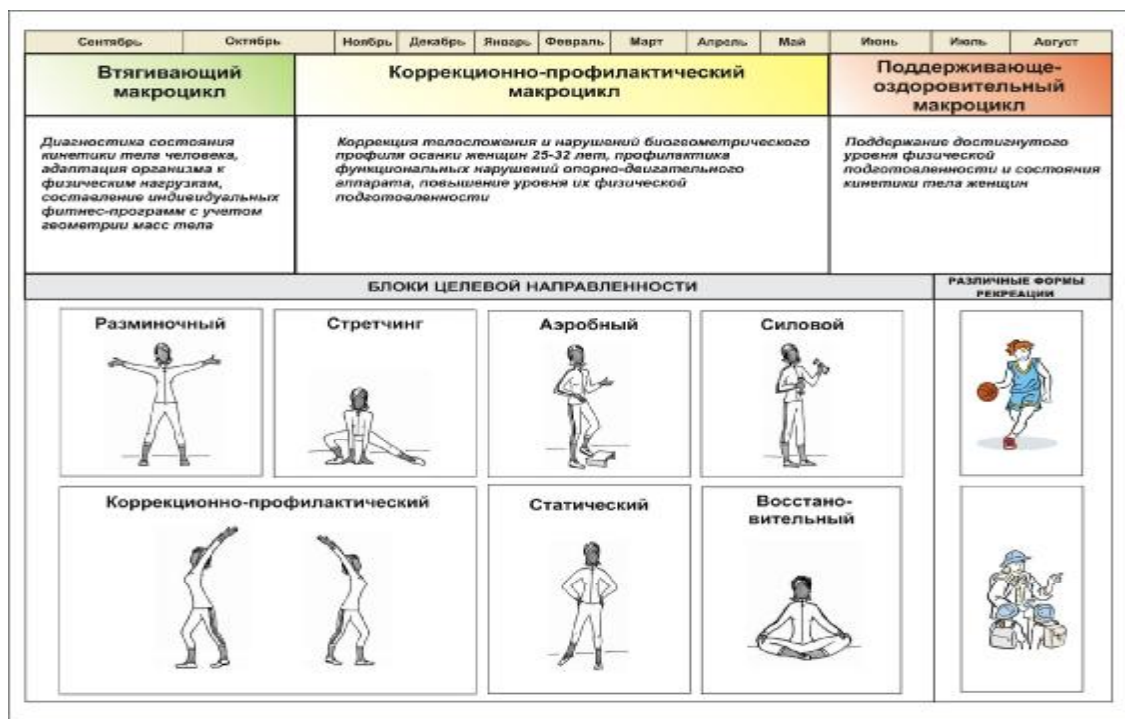 Сентябрь Октябрь Ноябрь Декабрь Январь Февраль Март Апрель Май Июнь Июль Август
Втягивающий
макроцикл
Коррекционно-профилактический
макроцикл
Поддерживающе-
оздоровительный
макроцикл
Диагностика состояния
кинетики тела человека,
адаптация организма к
физическим нагрузкам,
составление индивидуальных
фитнес-программ с учетом
геометрии масс тела
Коррекция телосложения и нарушений биогеометрического
профиля осанки женщин 25-32 лет, профилактика
функциональных нарушений опорно-двигательного
аппарата, повышение уровня их физической
подготовленности
Поддержание достигнутого
уровня физической
подготовленности и состояния
кинетики тела женщин
БЛОКИ ЦЕЛЕВОЙ НАПРАВЛЕННОСТИ
РАЗЛИЧНЫЕ ФОРМЫ
РЕКРЕАЦИИ
Разминочный
Стретчинг
Аэробный
Силовой
Коррекционно-профилактический
Статический
Восстано-
вительный